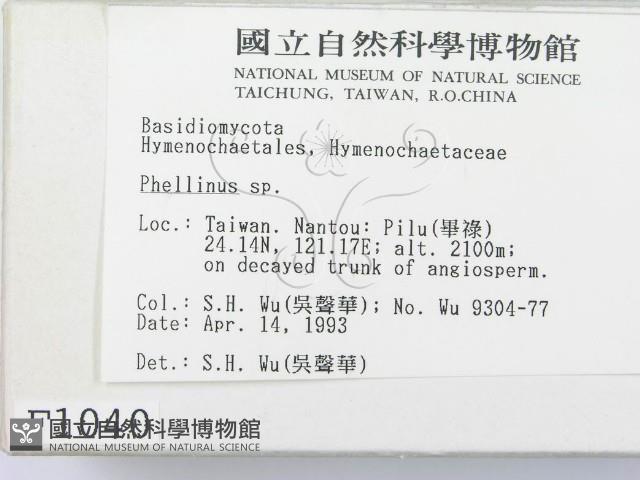 國立自然科學博物館
NATIONAL MUSEUM OF NATURAL SCIENCE
TAICHUNG, TAIWAN, R.O.CHINA
Basidiomycota
Hymenochaetales, Hymenochaetaceae
Phellinus sp.
Loc.: Taiwan. Nantou: Pilu(畢祿)
24.14N, 121.17E; alt. 2100m;
on decayed trunk of angiosperm.
Col.: S.H. Wu(吳聲華); No. Wu 9304-77
Date: Apr. 14, 1993
Det.: S.H. Wu(吳聲華)
F1040
國立自然科學博物館
NATIONAL MUSEUM OF NATURAL SCIENCE